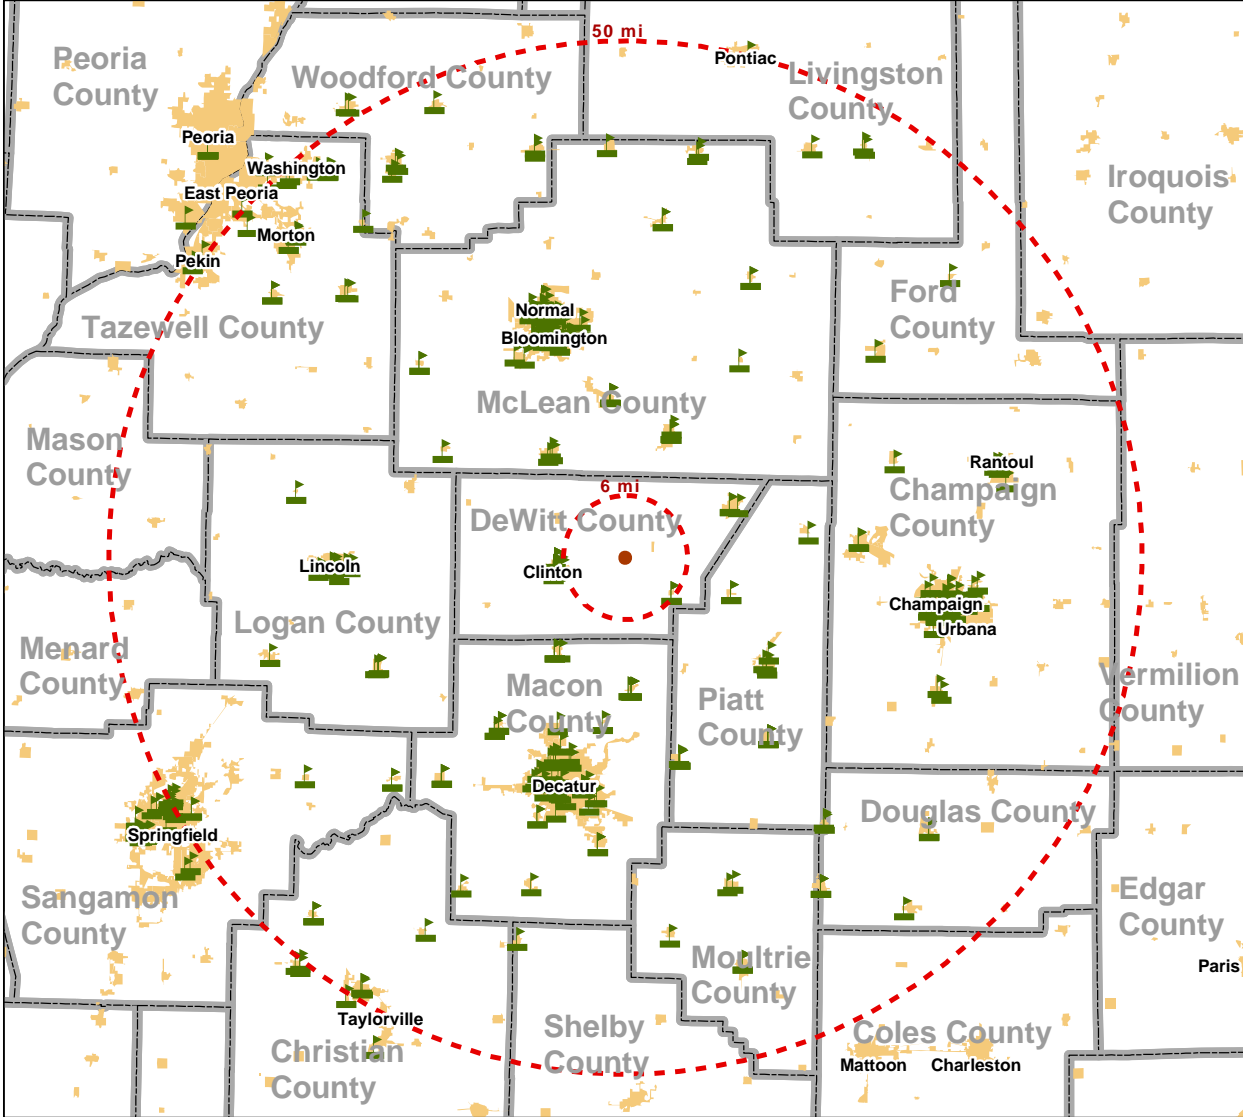 50 mi
Pontiac
Peoria
County
Woodford County
Livingston
County
Peoria
Washington
East Peoria
Morton
Pekin
Iroquois
County
Tazewell County
Normal
Bloomington
Ford
County
McLean County
Mason
County
Rantoul
Champaign
County
6 mi
DeWitt County
Clinton
Lincoln
Logan County
Champaign
Urbana
Menard
County
Macon
County
Piatt
County
Vermilion
County
Decatur
Springfield
Douglas County
Sangamon
County
Edgar
County
Paris
Moultrie
County
Taylorville
Christian
County
Shelby
County
Coles County
Mattoon
Charleston